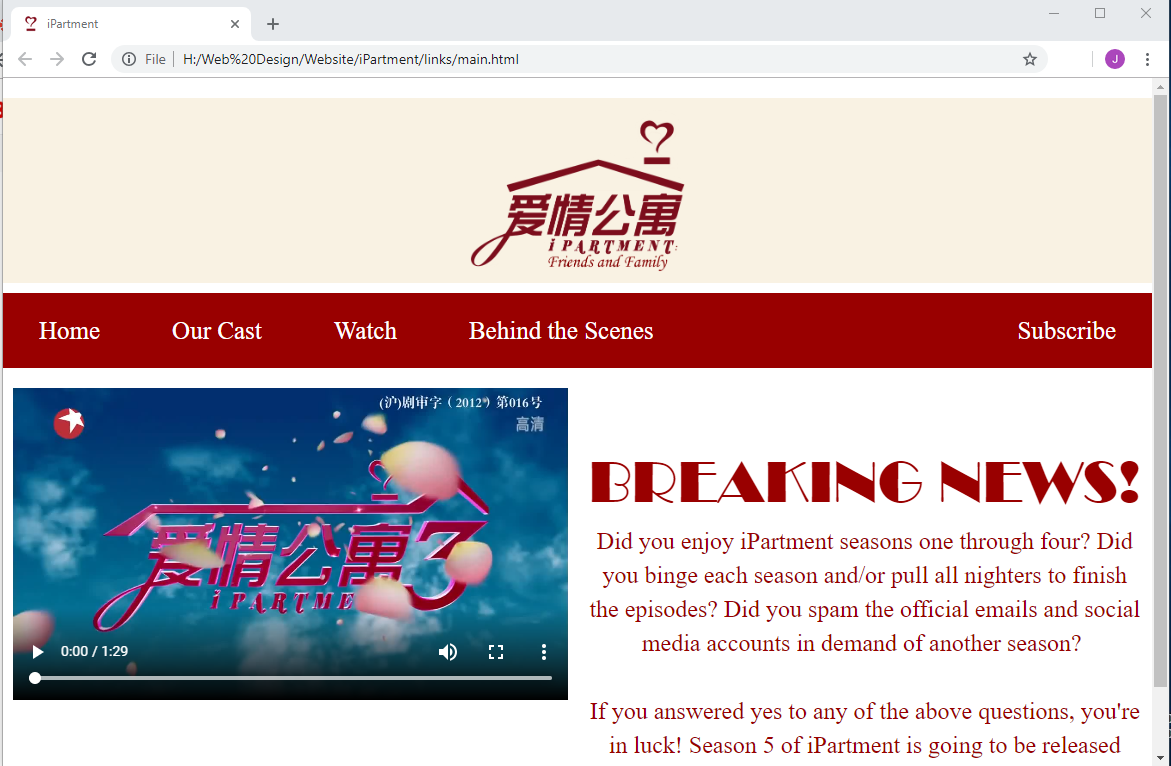 iPartment
File
H:/Web%20Design/Website/iPartment/links/main.html
J
爱情公寓
iPARTMENT:
Friends and Family
Home Our Cast Watch Behind the Scenes Subscribe
(沪)剧审字（2012）第016号
高清
爱情公寓3
iPARTME
0:00 / 1:29
BREAKING NEWS!
Did you enjoy iPartment seasons one through four? Did
you binge each season and/or pull all nighters to finish
the episodes? Did you spam the official emails and social
media accounts in demand of another season?
If you answered yes to any of the above questions, you're
in luck! Season 5 of iPartment is going to be released